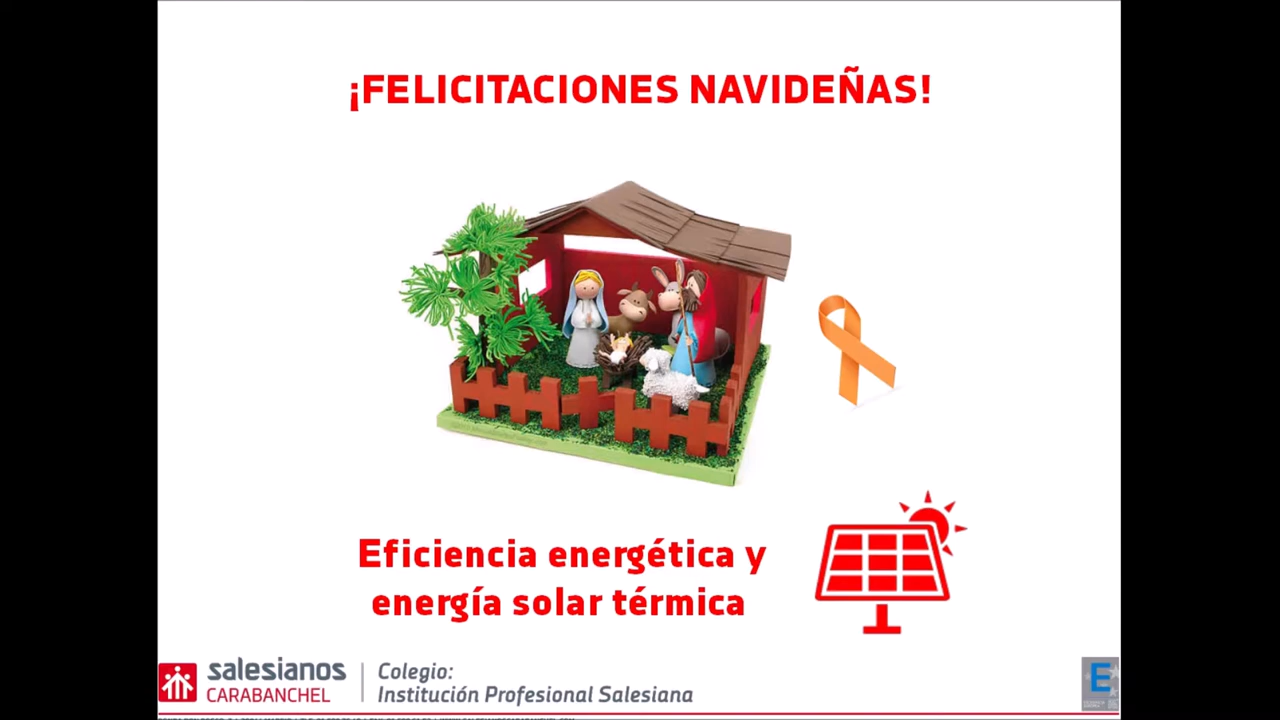 ¡FELICITACIONES NAVIDEÑAS!
Eficiencia energética y
energía solar térmica
salesianos
CARABANCHEL
Colegio:
Institución Profesional Salesiana
E